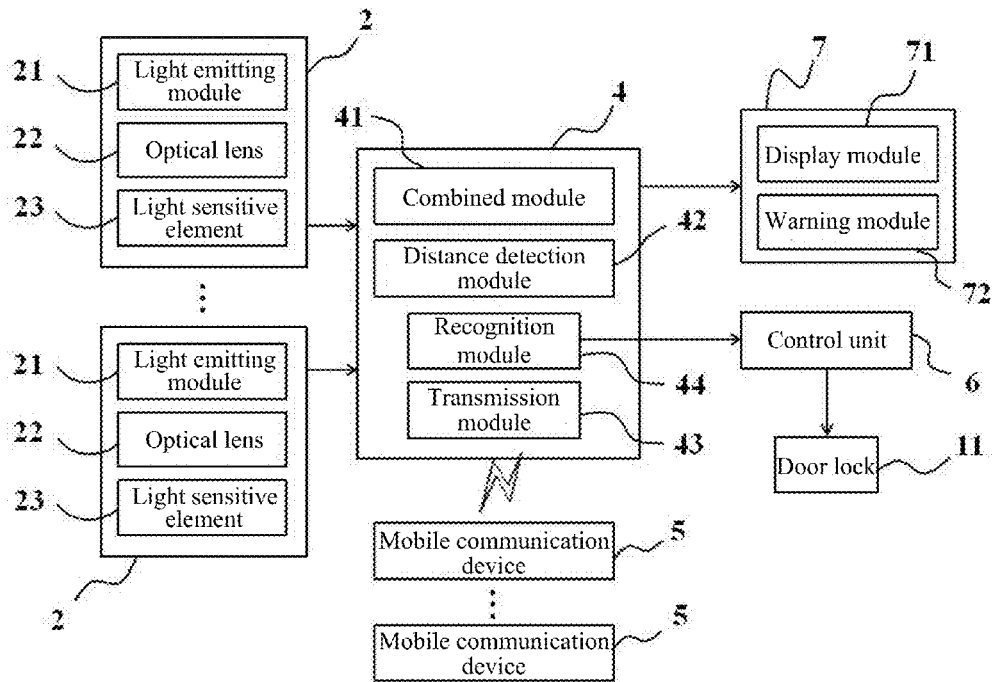 2
21
Light emitting
module
22
Optical lens
23
Light sensitive
element
21
Light emitting
module
22
Optical lens
23
Light sensitive
element
2
4
41
Combined module
42
Distance detection
module
Recognition
module
44
Transmission
module
43
Mobile communication
device
5
Mobile communication
device
5
7
71
Display module
Warning module
72
Control unit
6
Door lock
11